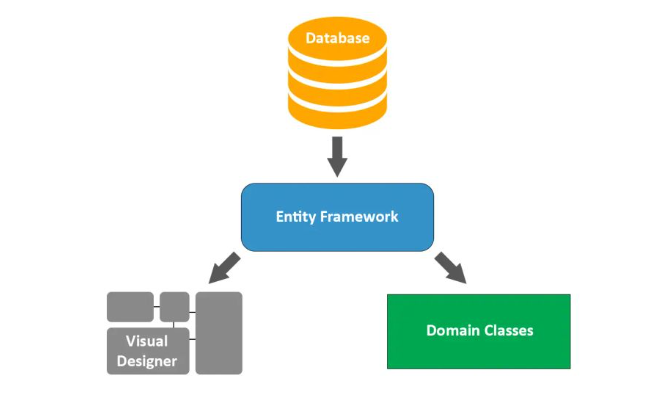 Database
Entity Framework
Visual
Designer
Domain Classes